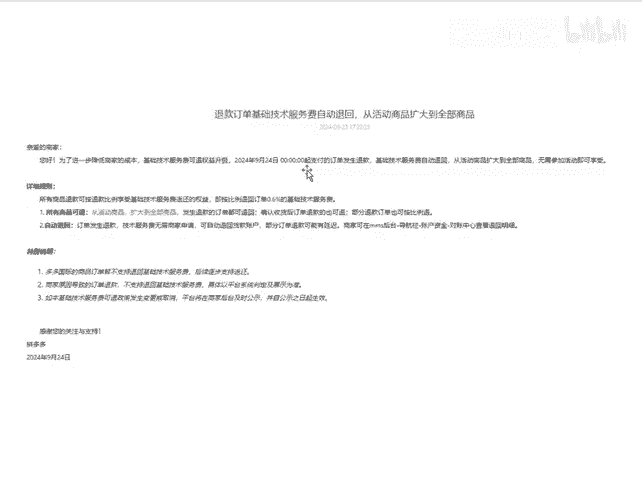 bilibili
退款订单基础技术服务费自动退回，从活动商品扩大到全部商品
2024-09-23 17:22:23
亲爱的商家：
您好！为了进一步降低商家的成本，基础技术服务费可退权益升级，2024年9月24日 00:00:00起支付的订单发生退款，基础技术服务费自动退回，从活动商品扩大到全部商品，无需参加活动即可享受。
详细规则：
所有商品退款可按退款比例享受基础技术服务费返还的权益，即按比例退回订单0.6%的基础技术服务费。
1. 所有商品可退：从活动商品，扩大到全部商品，发生退款的订单都可退回；确认收货后订单退款的也可退；部分退款订单也可按比例退。
2.自动退回：订单发生退款，技术服务费无需商家申请，可自动退回货款账户，部分订单退款可能有延迟。商家可在mms后台-导航栏-账户资金-对账中心查看退回明细。
特别说明：
1. 多多国际的商品订单暂不支持退回基础技术服务费，后续逐步支持返还。
2. 商家原因导致的订单退款，不支持退回基础技术服务费，具体以平台系统判定及展示为准。
3. 如本基础技术服务费可退政策发生变更或取消，平台将在商家后台及时公示，并自公示之日起生效。
感谢您的关注与支持！
拼多多
2024年9月24日